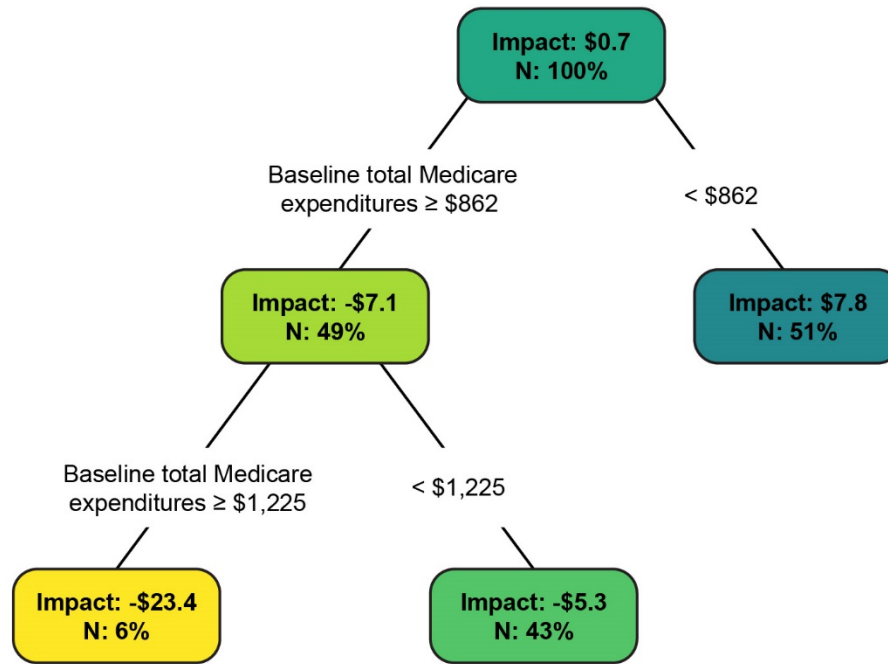 Impact: $0.7
N: 100%
Baseline total Medicare
expenditures ≥ $862
< $862
Impact: -$7.1
N: 49%
Impact: $7.8
N: 51%
Baseline total Medicare
expenditures ≥ $1,225
< $1,225
Impact: -$23.4
N: 6%
Impact: -$5.3
N: 43%